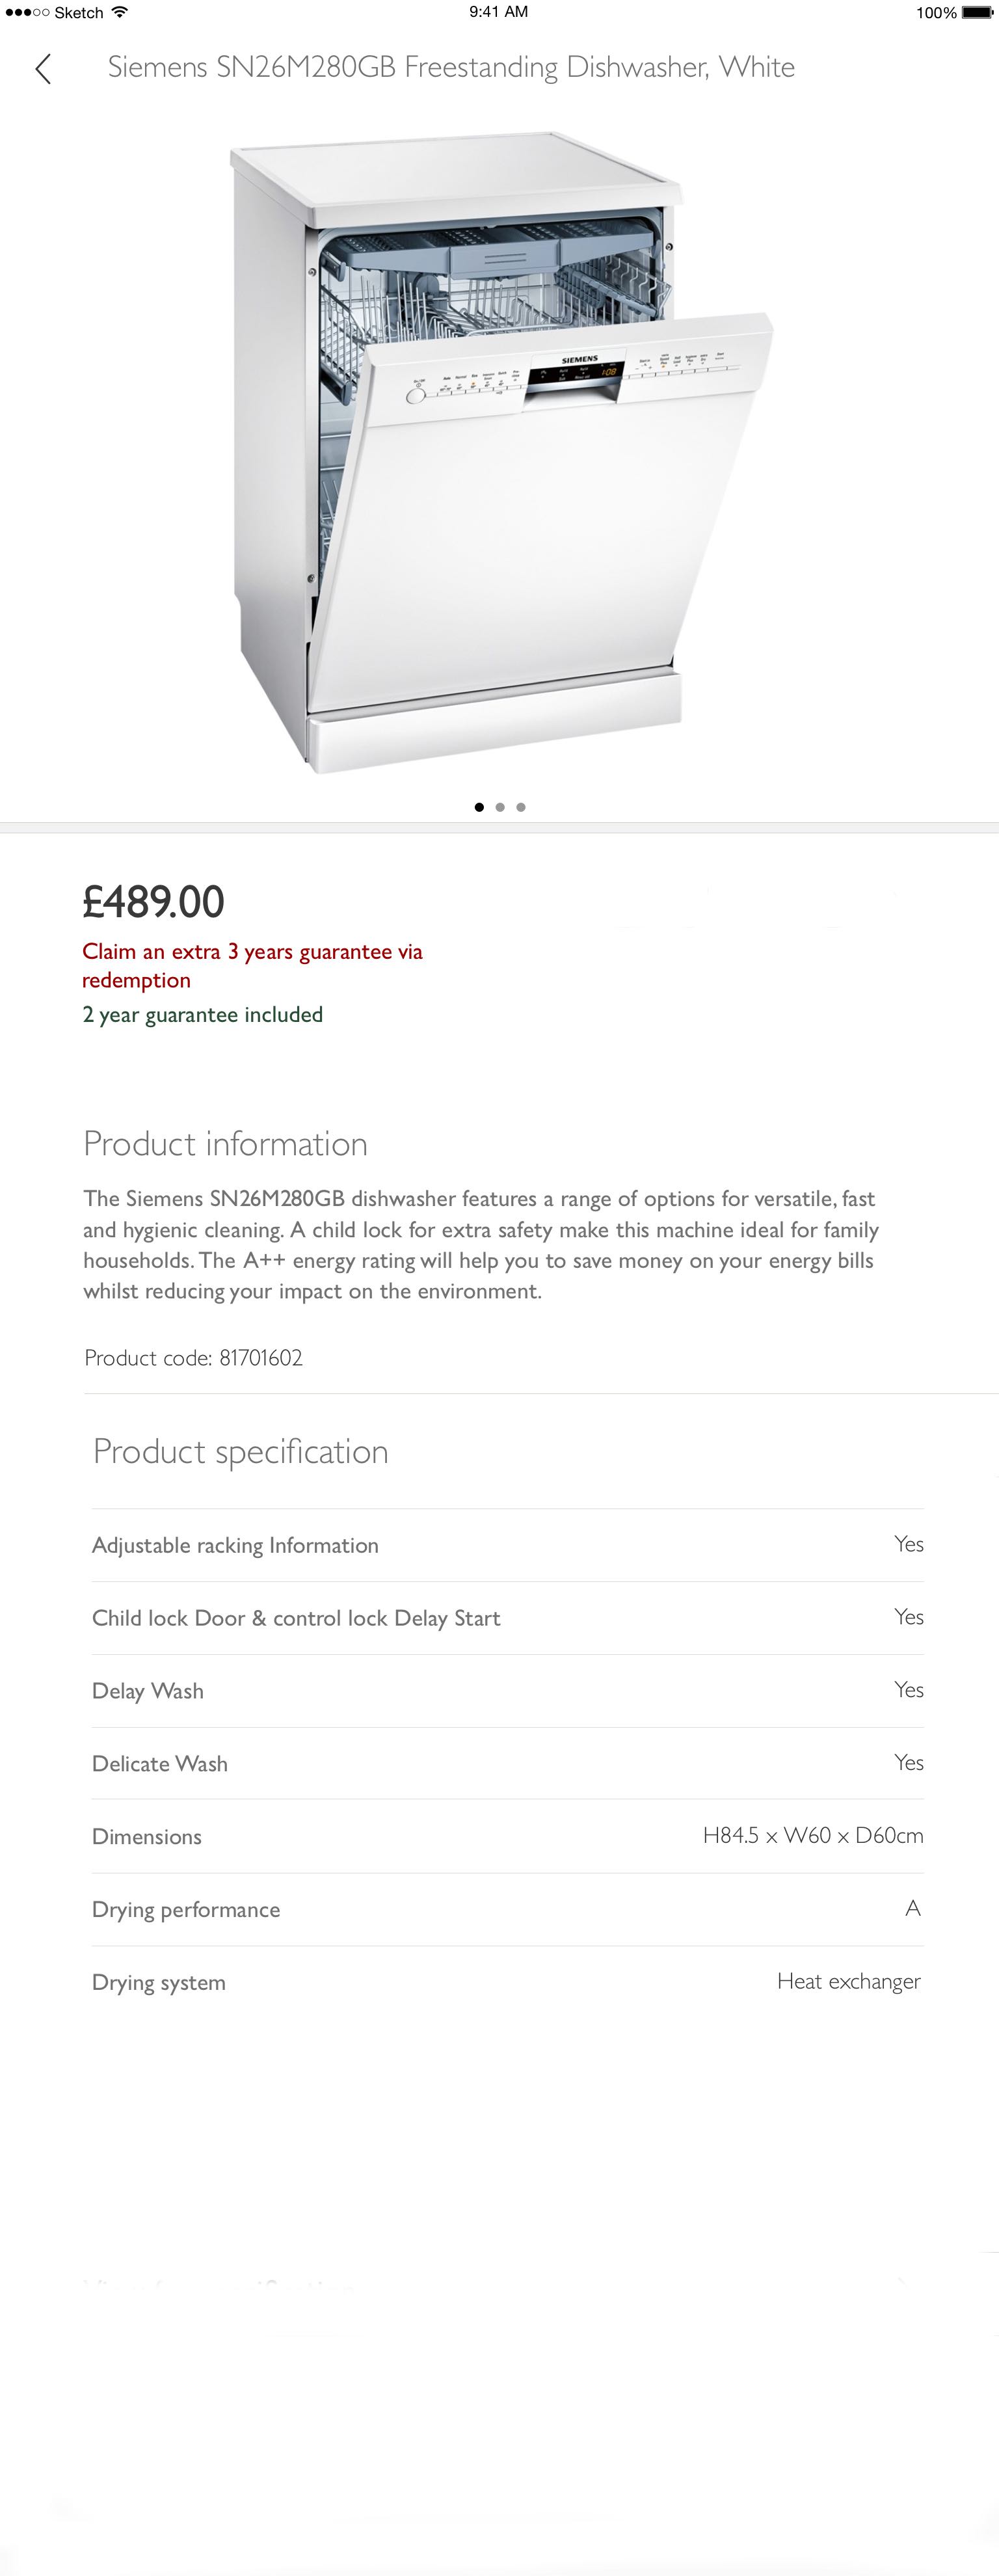 Sketch 9:41 AM 100%
Siemens SN26M280GB Freestanding Dishwasher, White
SIEMENS
1:08
£489.00
Claim an extra 3 years guarantee via
redemption
2 year guarantee included
Product information
The Siemens SN26M280GB dishwasher features a range of options for versatile, fast
and hygienic cleaning. A child lock for extra safety make this machine ideal for family
households. The A++ energy rating will help you to save money on your energy bills
whilst reducing your impact on the environment.
Product code: 81701602
Product specification
Adjustable racking Information Yes
Child lock Door & control lock Delay Start Yes
Delay Wash Yes
Delicate Wash Yes
Dimensions H84.5 x W60 x D60cm
Drying performance A
Drying system Heat exchanger